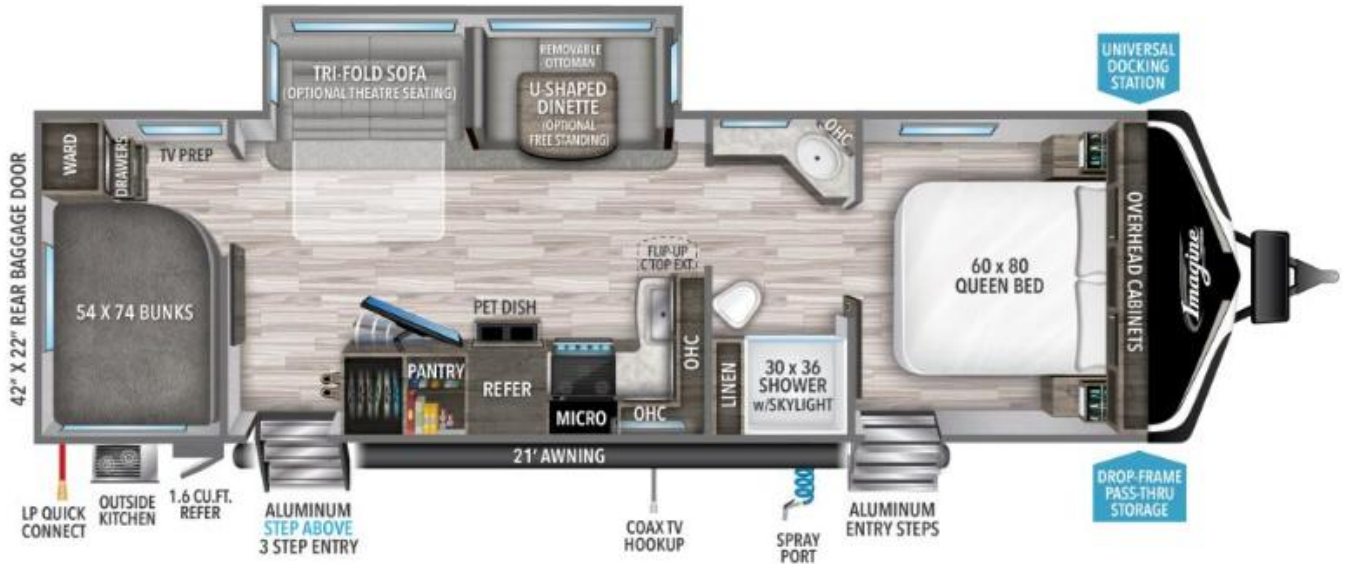 UNIVERSAL
DOCKING
STATION
TRI-FOLD SOFA
(OPTIONAL THEATRE SEATING)
REMOVABLE
OTTOMAN
U-SHAPED
DINETTE
(OPTIONAL
FREE STANDING)
OHC
WARD
DRAWERS
TV PREP
42" X 22" REAR BAGGAGE DOOR
54 X 74 BUNKS
FLIP-UP
C'TOP EXT.
60 x 80
QUEEN BED
OVERHEAD CABINETS
Imagine
PET DISH
PANTRY
REFER
MICRO
OHC
OHC
LINEN
30 x 36
SHOWER
w/SKYLIGHT
21' AWNING
LP QUICK
CONNECT
OUTSIDE
KITCHEN
1.6 CU.FT.
REFER
ALUMINUM
STEP ABOVE
3 STEP ENTRY
COAX TV
HOOKUP
SPRAY
PORT
ALUMINUM
ENTRY STEPS
DROP-FRAME
PASS-THRU
STORAGE